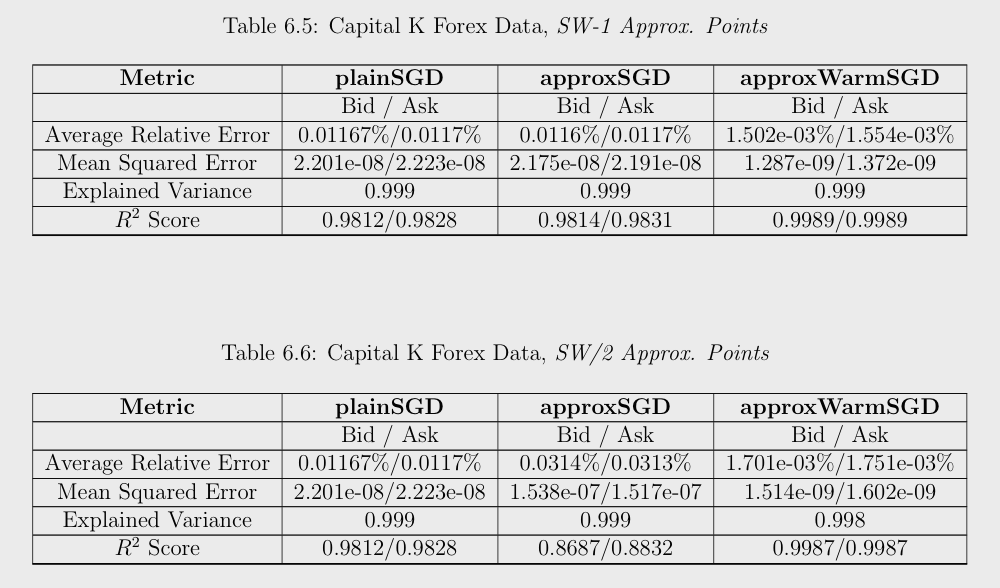 Table 6.5: Capital K Forex Data, SW-1 Approx. Points
Metric plainSGD approxSGD approxWarmSGD
Bid / Ask Bid / Ask Bid / Ask
Average Relative Error 0.01167%/0.0117% 0.0116%/0.0117% 1.502e-03%/1.554e-03%
Mean Squared Error 2.201e-08/2.223e-08 2.175e-08/2.191e-08 1.287e-09/1.372e-09
Explained Variance 0.999 0.999 0.999
R² Score 0.9812/0.9828 0.9814/0.9831 0.9989/0.9989
Table 6.6: Capital K Forex Data, SW/2 Approx. Points
Metric plainSGD approxSGD approxWarmSGD
Bid / Ask Bid / Ask Bid / Ask
Average Relative Error 0.01167%/0.0117% 0.0314%/0.0313% 1.701e-03%/1.751e-03%
Mean Squared Error 2.201e-08/2.223e-08 1.538e-07/1.517e-07 1.514e-09/1.602e-09
Explained Variance 0.999 0.999 0.998
R² Score 0.9812/0.9828 0.8687/0.8832 0.9987/0.9987